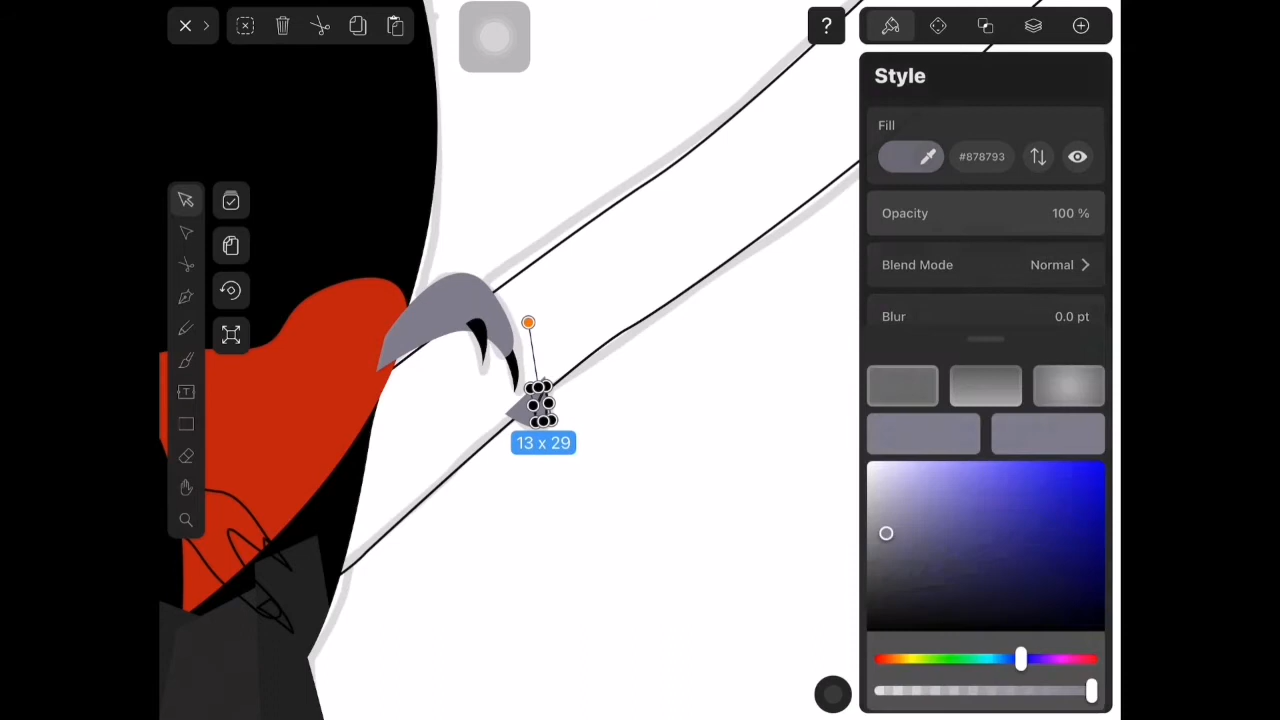 ?
Style
Fill
#878793
Opacity 100 %
Blend Mode Normal
Blur 0.0 pt
T
13 x 29